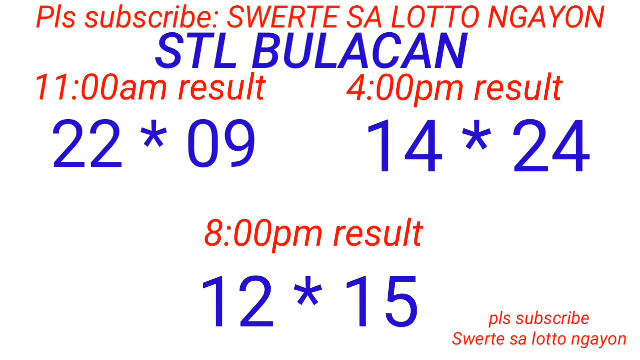 Pls subscribe: SWERTE SA LOTTO NGAYON
STL BULACAN
11:00am result
22 * 09
4:00pm result
14 * 24
8:00pm result
12 * 15
pls subscribe
Swerte sa lotto ngayon